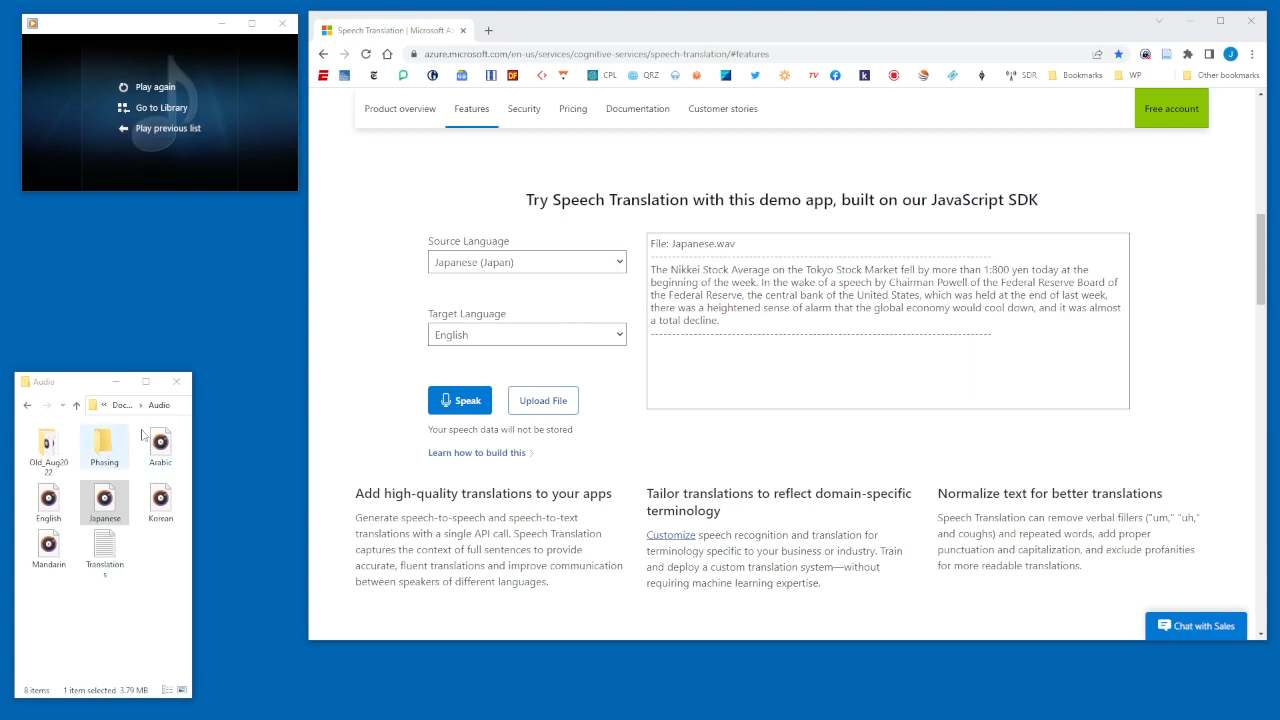 Play again
Go to Library
Play previous list
Speech Translation | Microsoft A
azure.microsoft.com/en-us/services/cognitive-services/speech-translation/#features
CPL
QRZ
TV
SDR
Bookmarks
WP
Other bookmarks
Product overview
Features
Security
Pricing
Documentation
Customer stories
Free account
Try Speech Translation with this demo app, built on our JavaScript SDK
Source Language
Japanese (Japan)
Target Language
English
Speak
Upload File
Your speech data will not be stored
Learn how to build this
File: Japanese.wav
The Nikkei Stock Average on the Tokyo Stock Market fell by more than 1:800 yen today at the
beginning of the week. In the wake of a speech by Chairman Powell of the Federal Reserve Board of
the Federal Reserve, the central bank of the United States, which was held at the end of last week,
there was a heightened sense of alarm that the global economy would cool down, and it was almost
a total decline.
Add high-quality translations to your apps
Generate speech-to-speech and speech-to-text
translations with a single API call. Speech Translation
captures the context of full sentences to provide
accurate, fluent translations and improve communication
between speakers of different languages.
Tailor translations to reflect domain-specific
terminology
Customize speech recognition and translation for
terminology specific to your business or industry. Train
and deploy a custom translation system—without
requiring machine learning expertise.
Normalize text for better translations
Speech Translation can remove verbal fillers ("um," "uh,"
and coughs) and repeated words, add proper
punctuation and capitalization, and exclude profanities
for more readable translations.
Chat with Sales
Audio
« Doc... › Audio
Old_Aug20
22
Phasing
Arabic
English
Japanese
Korean
Mandarin
Translation
s
8 items
1 item selected 3.79 MB